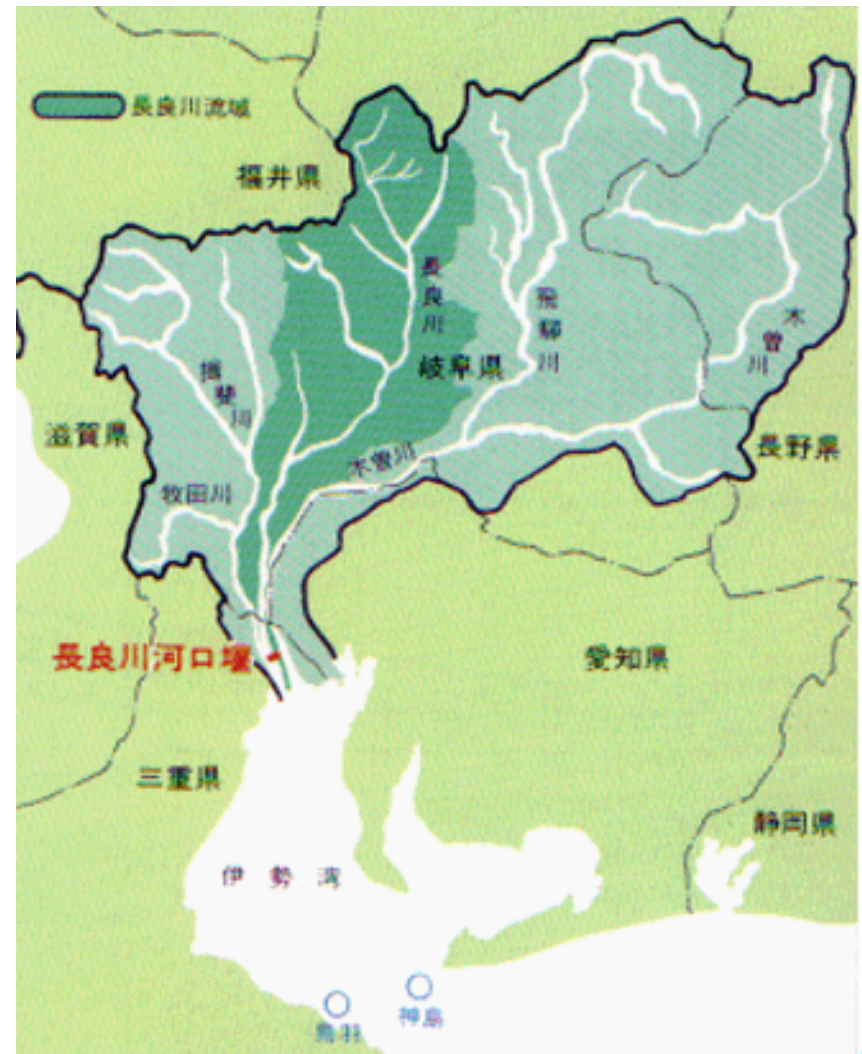 長良川流域
福井県
長良川
飛騨川
木曽川
揖斐川
岐阜県
滋賀県
長野県
木曽川
牧田川
長良川河口堰
愛知県
三重県
静岡県
伊勢湾
神島
鳥羽